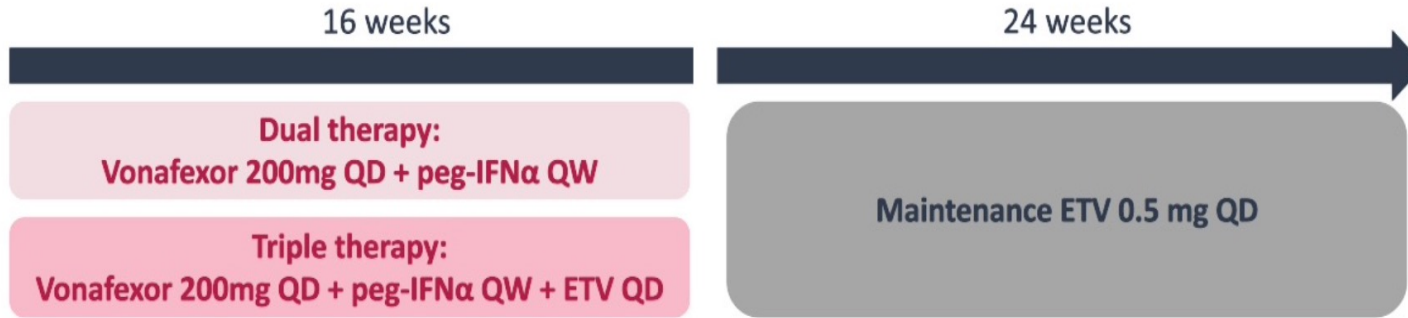 16 weeks
24 weeks
Dual therapy:
Vonafexor 200mg QD + peg-IFNα QW
Triple therapy:
Vonafexor 200mg QD + peg-IFNα QW + ETV QD
Maintenance ETV 0.5 mg QD